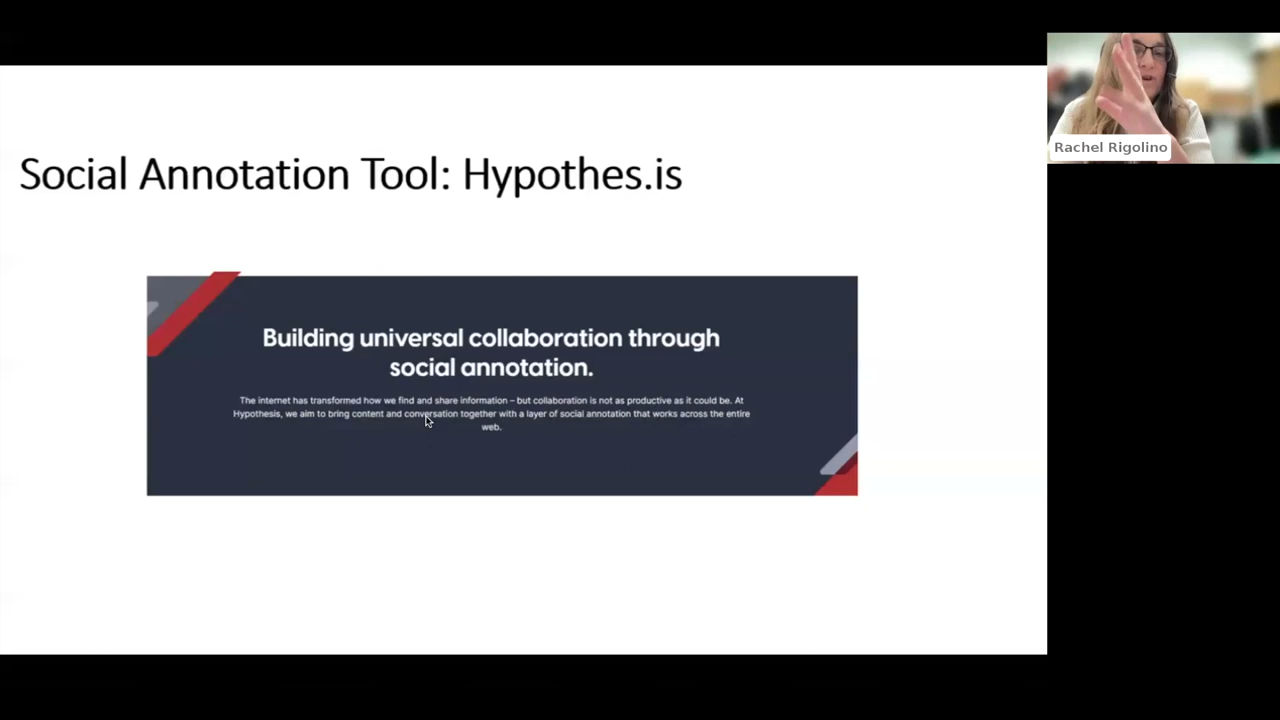 Social Annotation Tool: Hypothes.is
Building universal collaboration through
social annotation.
The internet has transformed how we find and share information – but collaboration is not as productive as it could be. At
Hypothesis, we aim to bring content and conversation together with a layer of social annotation that works across the entire
web.
Rachel Rigolino